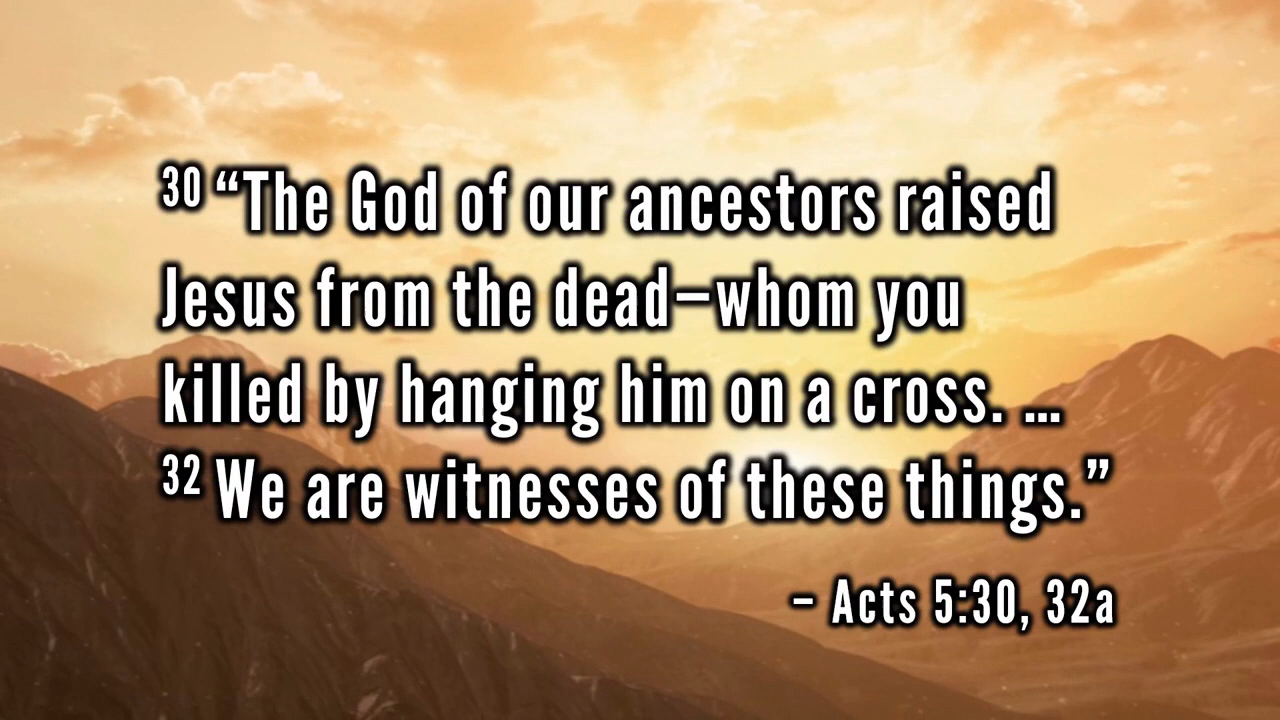 30 “The God of our ancestors raised
Jesus from the dead—whom you
killed by hanging him on a cross. ...
32 We are witnesses of these things.”
– Acts 5:30, 32a